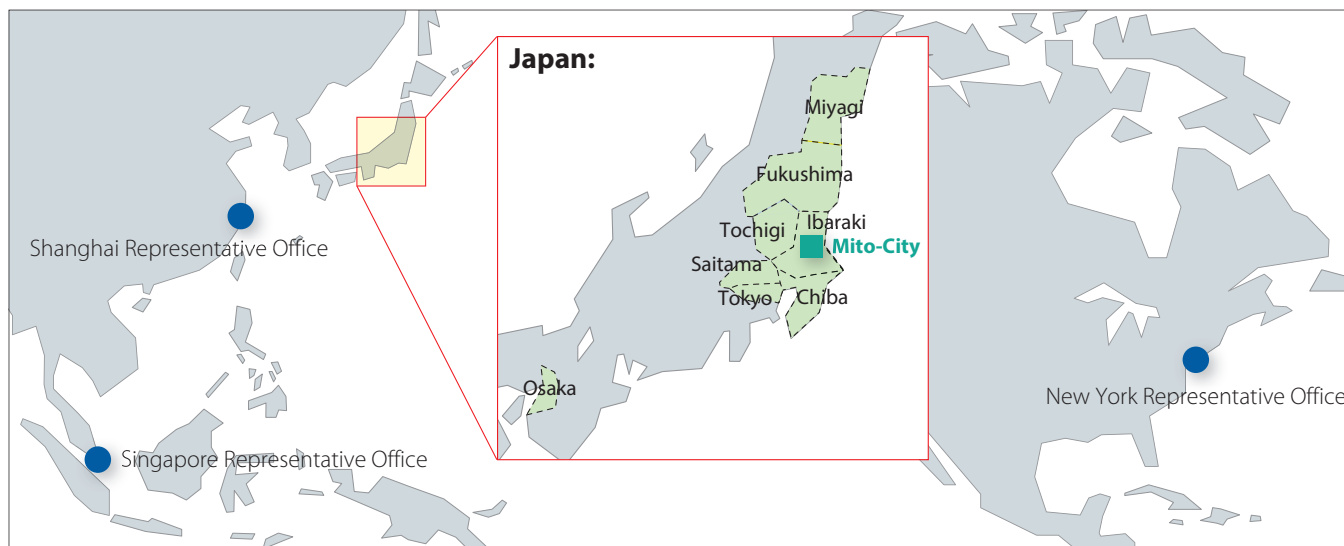 Japan:
Miyagi
Fukushima
Ibaraki
Tochigi
Mito-City
Shanghai Representative Office
Saitama
Tokyo
Chiba
Osaka
New York Representative Office
Singapore Representative Office